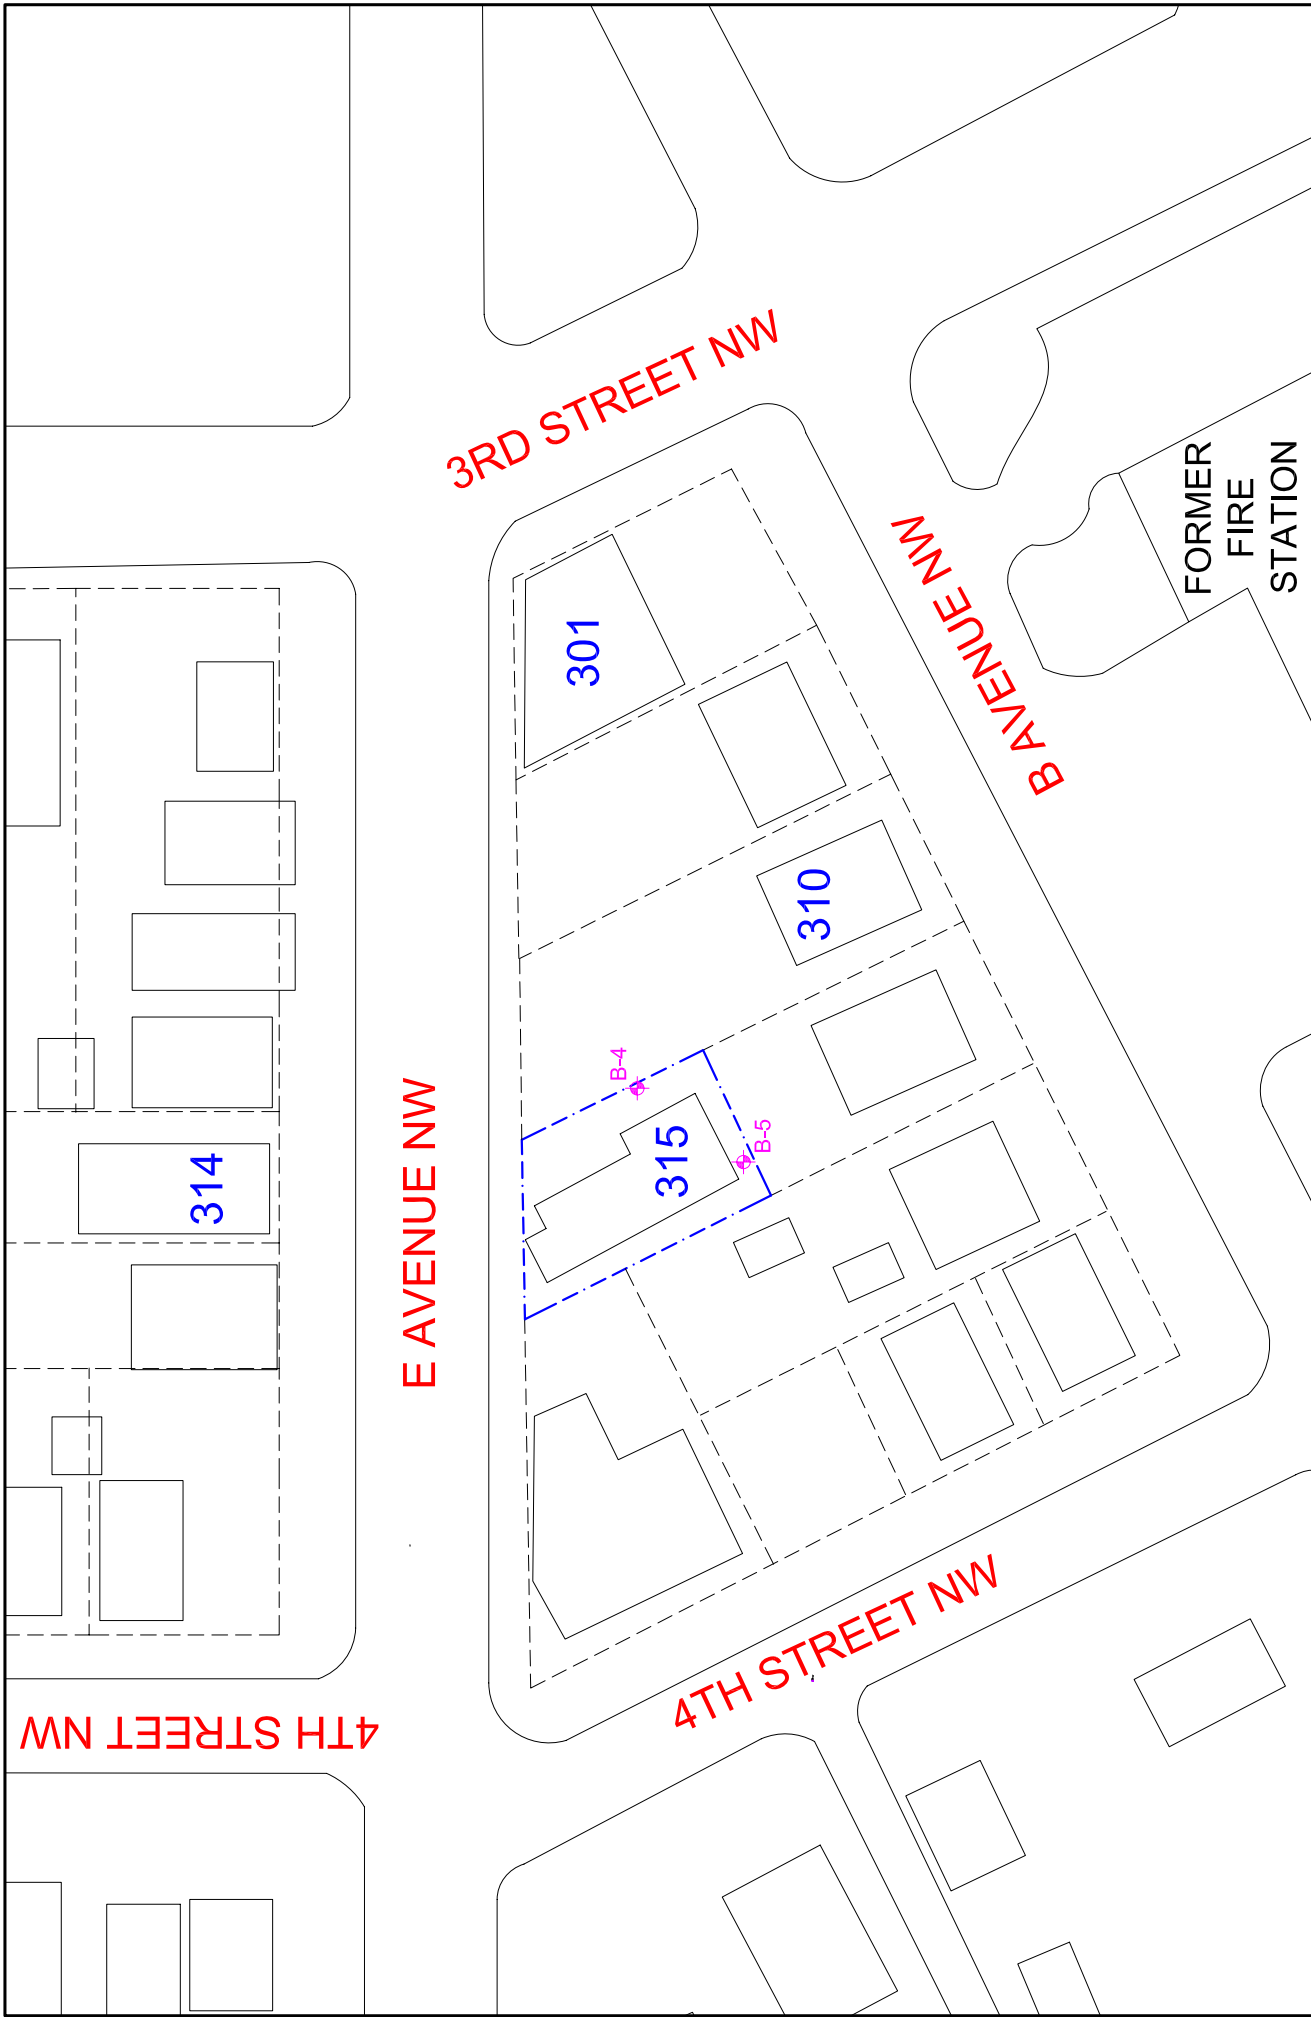 3RD STREET NW
FORMER
FIRE
STATION
B AVENUE NW
301
310
B-4
E AVENUE NW
314
315
B-5
4TH STREET NW
4TH STREET NW